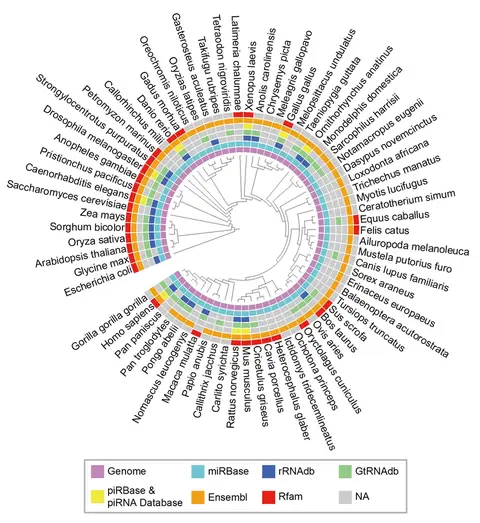 Escherichia coli
Glycine max
Arabidopsis thaliana
Oryza sativa
Sorghum bicolor
Zea mays
Saccharomyces cerevisiae
Caenorhabditis elegans
Pristionchus pacificus
Anopheles gambiae
Drosophila melanogaster
Strongylocentrotus purpuratus
Petromyzon marinus
Callorhinchus milii
Danio rerio
Gadus morhua
Oreochromis niloticus
Oryzias latipes
Gasterosteus aculeatus
Takifugu rubripes
Tetraodon nigroviridis
Latimeria chalumnae
Xenopus laevis
Anolis carolinensis
Chrysemys picta
Meleagris gallopavo
Gallus gallus
Melopsittacus undulatus
Taeniopygia guttata
Ornithorhynchus anatinus
Monodelphis domestica
Sarcophilus harrisii
Notamacropus eugenii
Dasypus novemcinctus
Loxodonta africana
Trichechus manatus
Myotis lucifugus
Ceratotherium simum
Equus caballus
Felis catus
Ailuropoda melanoleuca
Mustela putorius furo
Canis lupus familiaris
Sorex araneus
Erinaceus europaeus
Balaenoptera acutorostrata
Tursiops truncatus
Sus scrofa
Bos taurus
Ovis aries
Oryctolagus cuniculus
Ochotona princeps
Ictidomys tridecemlineatus
Heterocephalus glaber
Cavia porcellus
Cricetulus griseus
Mus musculus
Rattus norvegicus
Carlito syrichta
Callithrix jacchus
Papio anubis
Macaca mulatta
Nomascus leucogenys
Pongo abelii
Pan troglodytes
Pan paniscus
Homo sapiens
Gorilla gorilla gorilla
Genome
miRBase
rRNAdb
GtRNAdb
piRBase &
piRNA Database
Ensembl
Rfam
NA